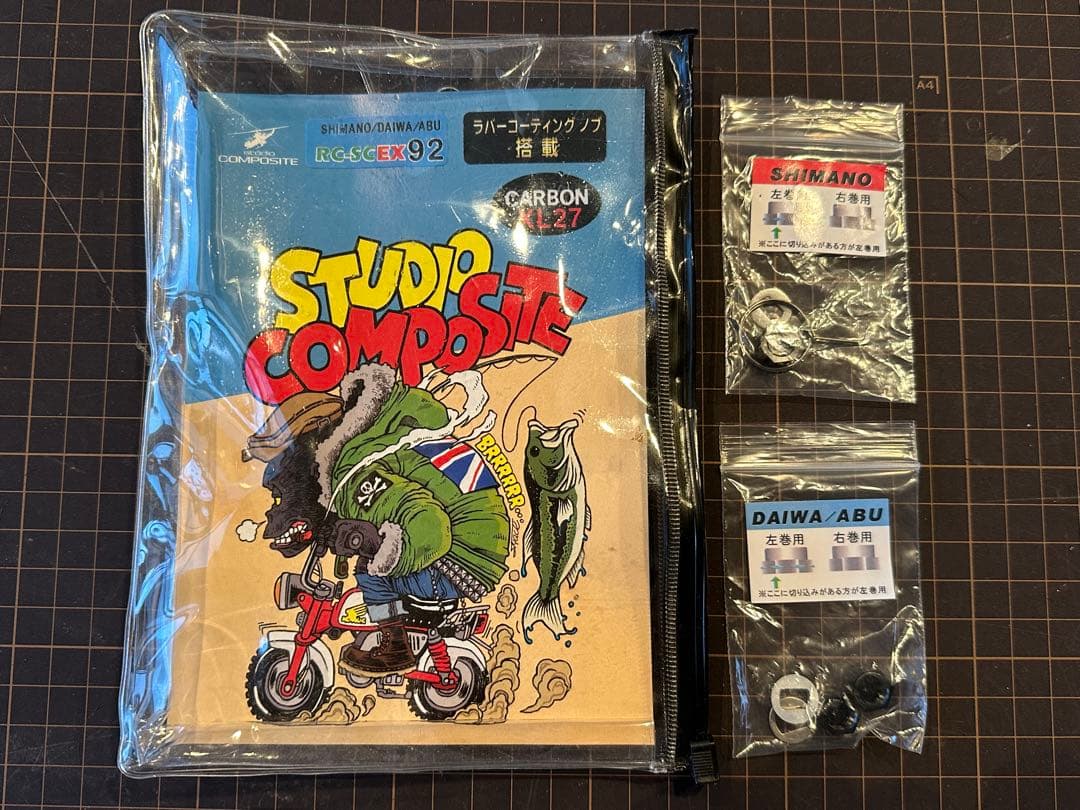 studio
COMPOSITE
SHIMANO/DAIWA/ABU
RC-SCEX92
ラバーコーティングノブ
搭載
CARBON
XL27
STUDIO
COMPOSITE
BRRRRRRR...
A4
SHIMANO
左巻用 右巻用
※ここに切り込みがある方が左巻用
DAIWA/ABU
左巻用 右巻用
※ここに切り込みがある方が左巻用